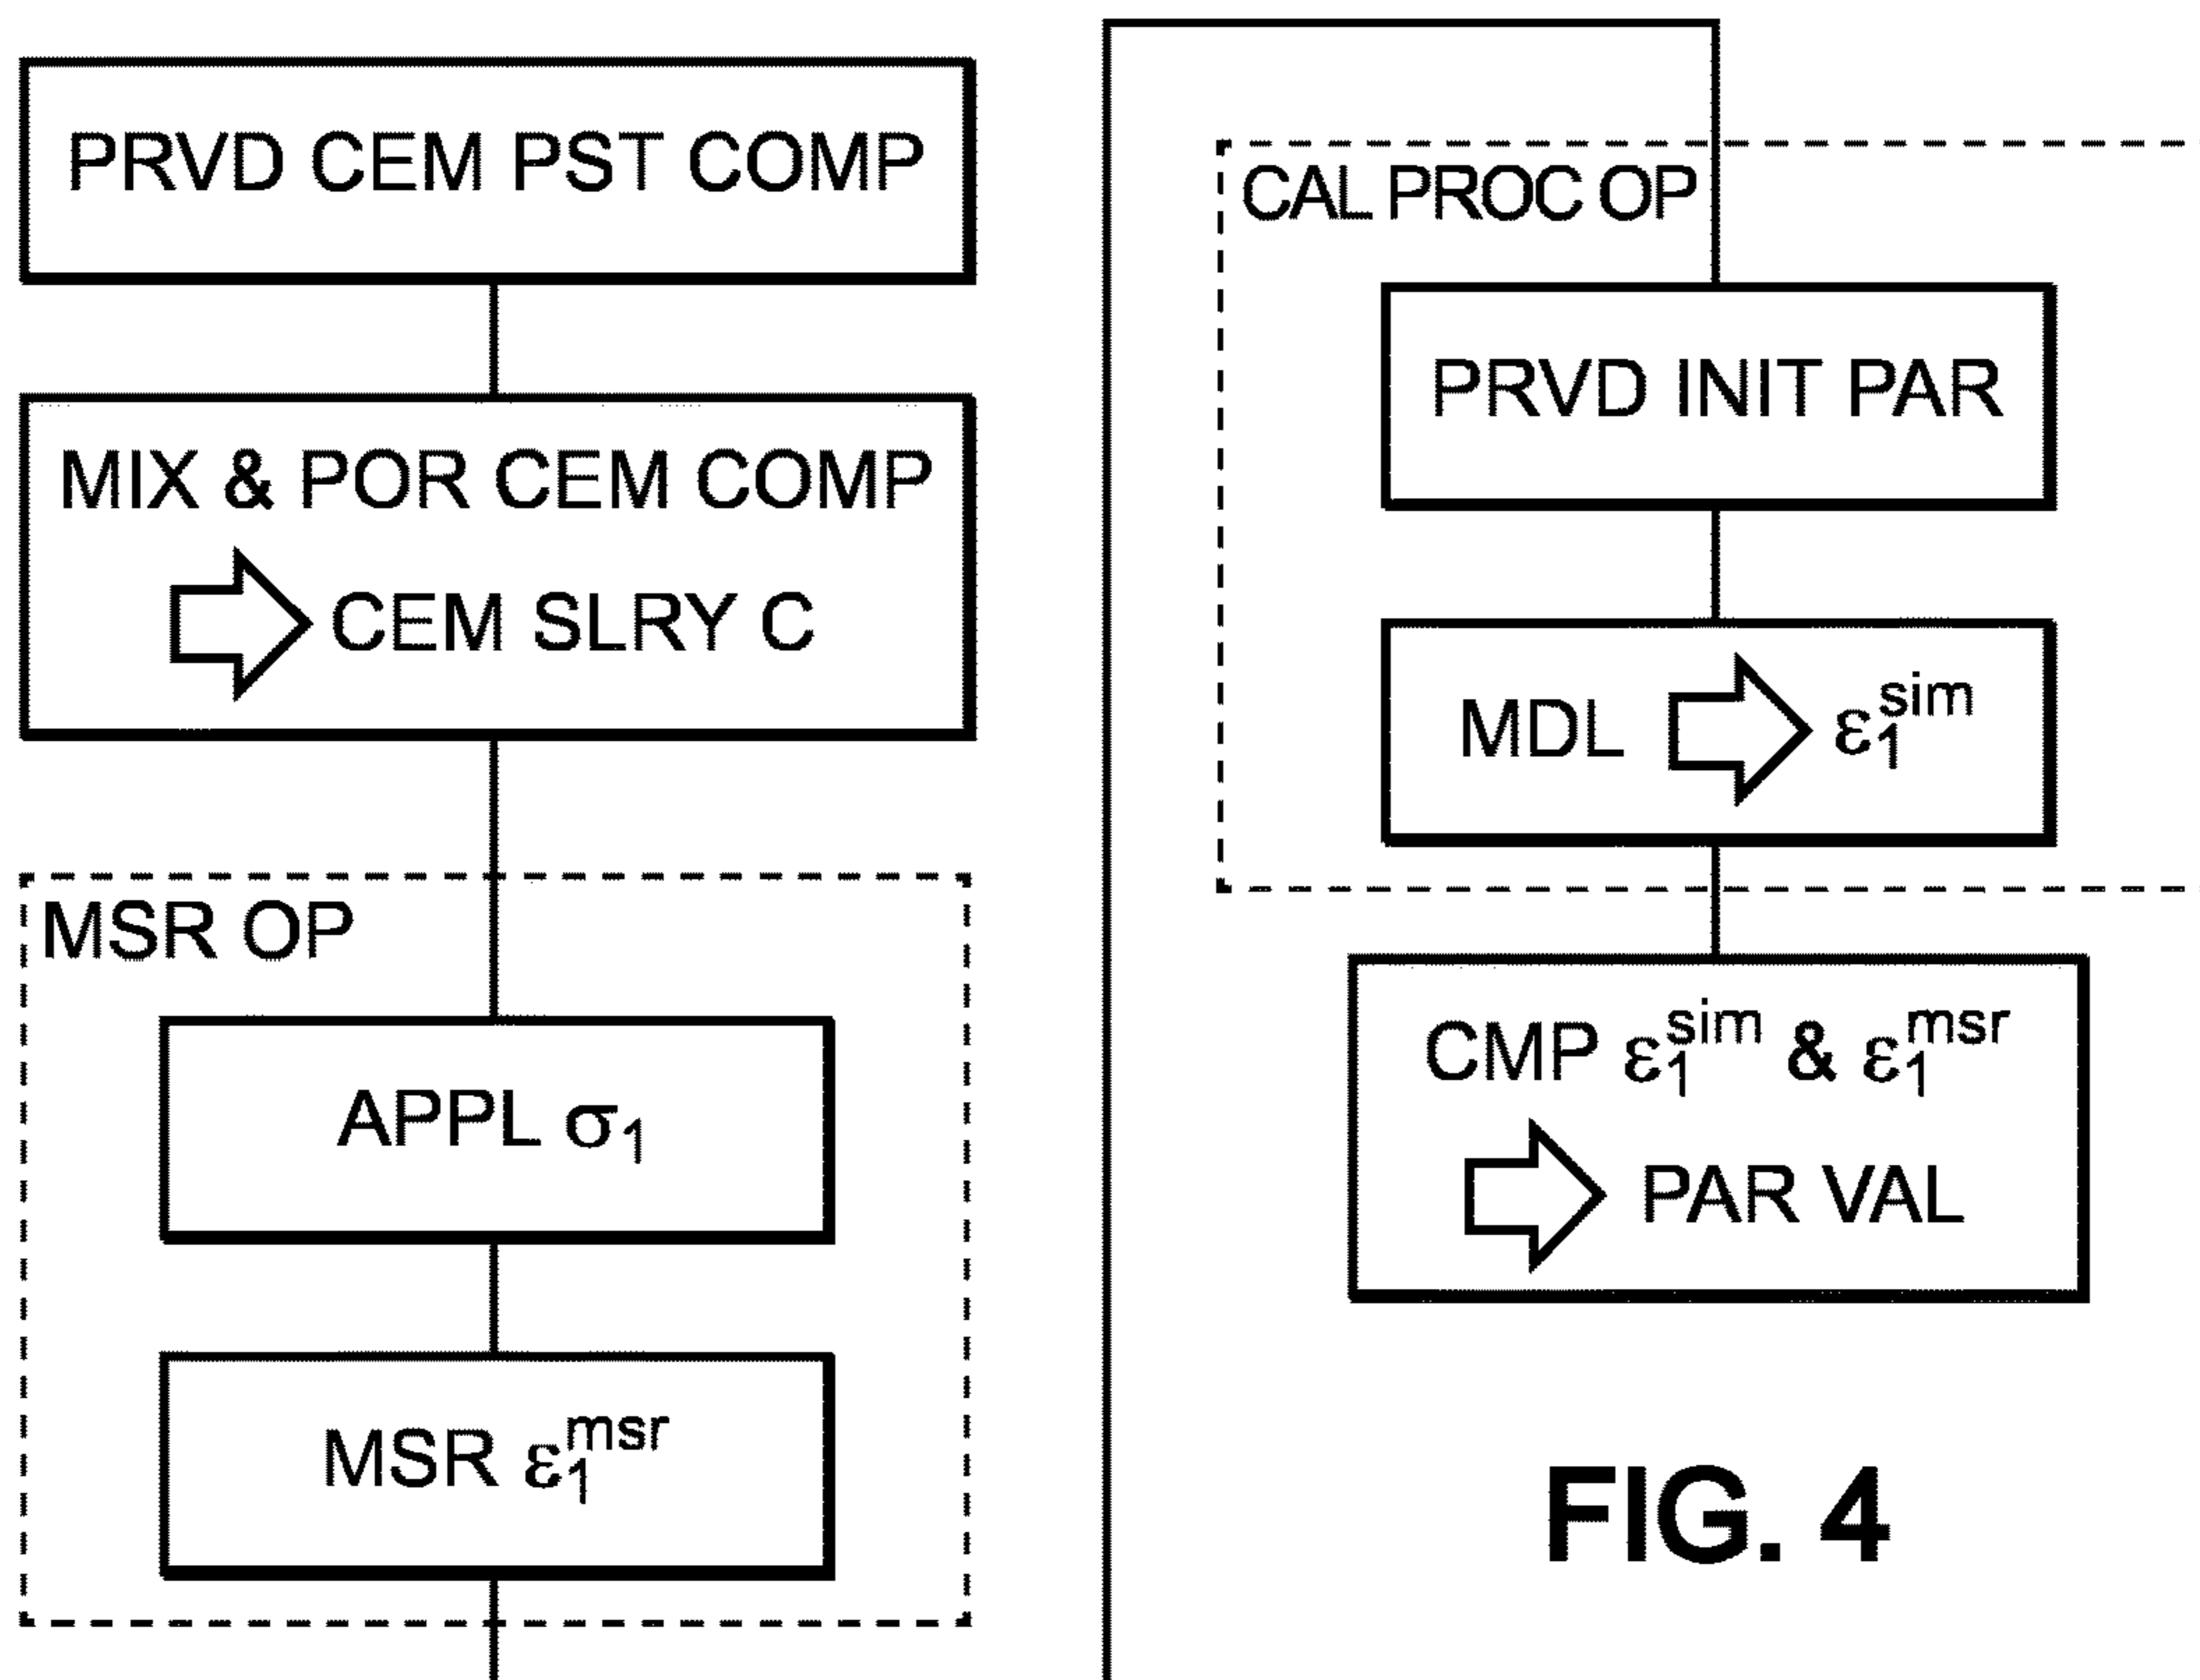 PRVD CEM PST COMP
MIX & POR CEM COMP
CEM SLRY C
MSR OP
APPL σ₁
MSR ε₁ᵐˢʳ
CAL PROC OP
PRVD INIT PAR
MDL ε₁ˢⁱᵐ
CMP ε₁ˢⁱᵐ & ε₁ᵐˢʳ
PAR VAL
FIG. 4